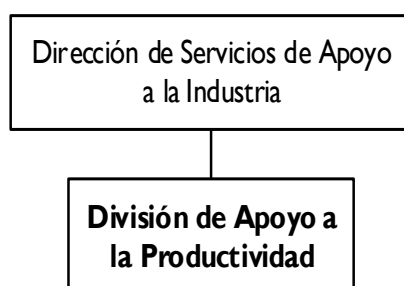 Dirección de Servicios de Apoyo
a la Industria
División de Apoyo a
la Productividad